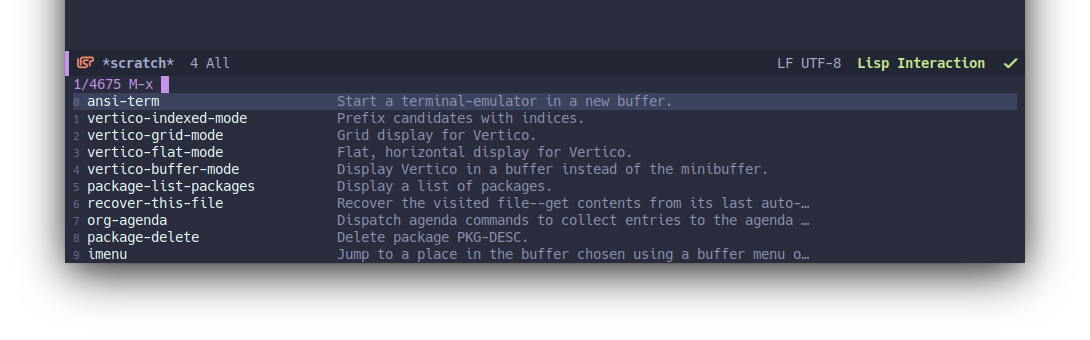 LISP *scratch* 4 All LF UTF-8 Lisp Interaction
1/4675 M-x
0 ansi-term Start a terminal-emulator in a new buffer.
1 vertico-indexed-mode Prefix candidates with indices.
2 vertico-grid-mode Grid display for Vertico.
3 vertico-flat-mode Flat, horizontal display for Vertico.
4 vertico-buffer-mode Display Vertico in a buffer instead of the minibuffer.
5 package-list-packages Display a list of packages.
6 recover-this-file Recover the visited file--get contents from its last auto-…
7 org-agenda Dispatch agenda commands to collect entries to the agenda …
8 package-delete Delete package PKG-DESC.
9 imenu Jump to a place in the buffer chosen using a buffer menu o…